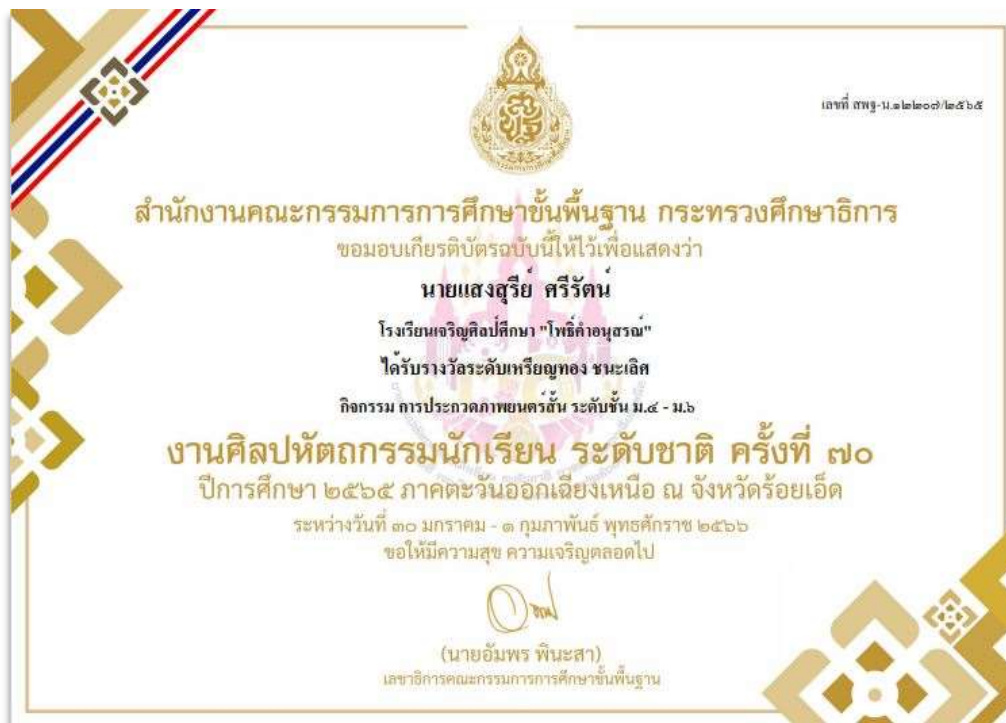 เลขที่ สพฐ-น.๑๒๒๐๗/๒๕๖๕
สำนักงานคณะกรรมการการศึกษาขั้นพื้นฐาน กระทรวงศึกษาธิการ
ขอมอบเกียรติบัตรฉบับนี้ให้ไว้เพื่อแสดงว่า
นายแสงสุรีย์ ศรีรัตน์
โรงเรียนเจริญศิลป์ศึกษา "โพธิ์คำอนุสรณ์"
ได้รับรางวัลระดับเหรียญทอง ชนะเลิศ
กิจกรรม การประกวดภาพยนตร์สั้น ระดับชั้น ม.๔ - ม.๖
งานศิลปหัตถกรรมนักเรียน ระดับชาติ ครั้งที่ ๗๐
ปีการศึกษา ๒๕๖๕ ภาคตะวันออกเฉียงเหนือ ณ จังหวัดร้อยเอ็ด
ระหว่างวันที่ ๓๐ มกราคม - ๑ กุมภาพันธ์ พุทธศักราช ๒๕๖๖
ขอให้มีความสุข ความเจริญตลอดไป
(นายอัมพร พินะสา)
เลขาธิการคณะกรรมการการศึกษาขั้นพื้นฐาน